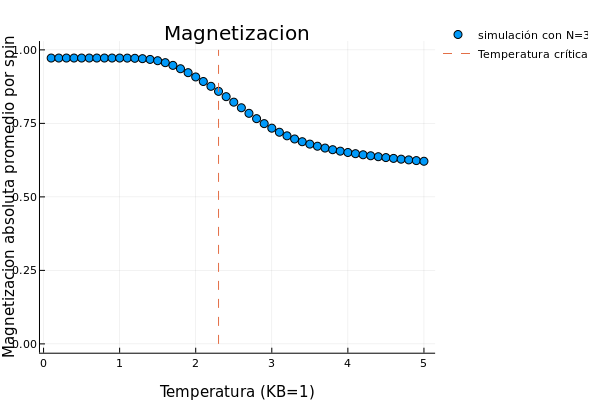 Magnetizacion
simulación con N=3
Temperatura crítica
Magnetizacion absoluta promedio por spin
1.00
0.75
0.50
0.25
0.00
0 1 2 3 4 5
Temperatura (KB=1)